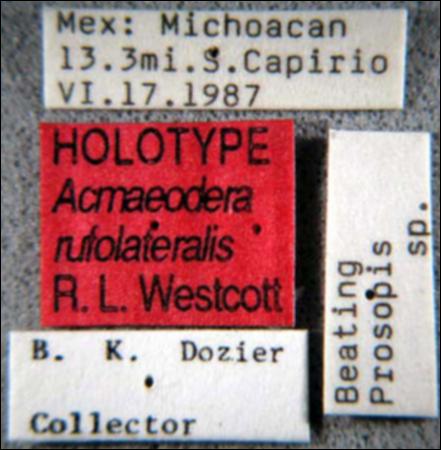 Mex: Michoacan
13.3mi.S.Capirio
VI.17.1987
HOLOTYPE
Acmaeodera
rufolateralis
R. L. Westcott
B. K. Dozier
Collector
Beating
Prosopis
sp.